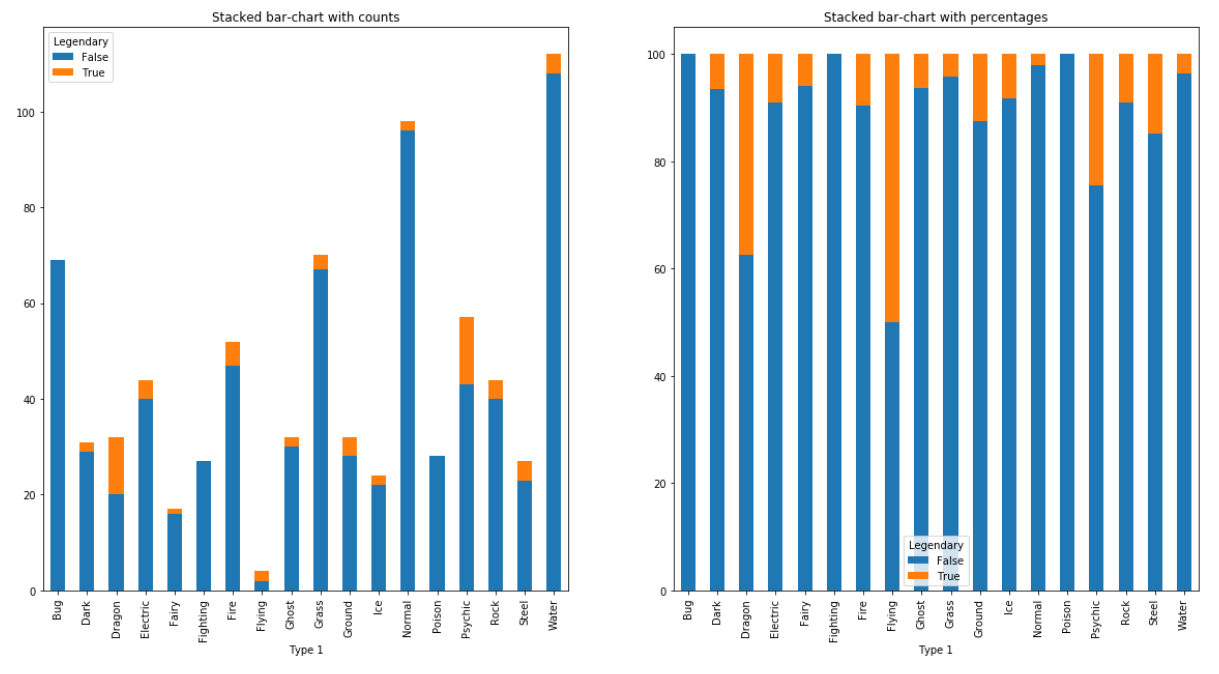 Stacked bar-chart with counts
Legendary
False
True
100
80
60
40
20
0
Bug
Dark
Dragon
Electric
Fairy
Fighting
Fire
Flying
Ghost
Grass
Ground
Ice
Normal
Poison
Psychic
Rock
Steel
Water
Type 1
Stacked bar-chart with percentages
100
80
60
40
20
0
Legendary
False
True
Bug
Dark
Dragon
Electric
Fairy
Fighting
Fire
Flying
Ghost
Grass
Ground
Ice
Normal
Poison
Psychic
Rock
Steel
Water
Type 1